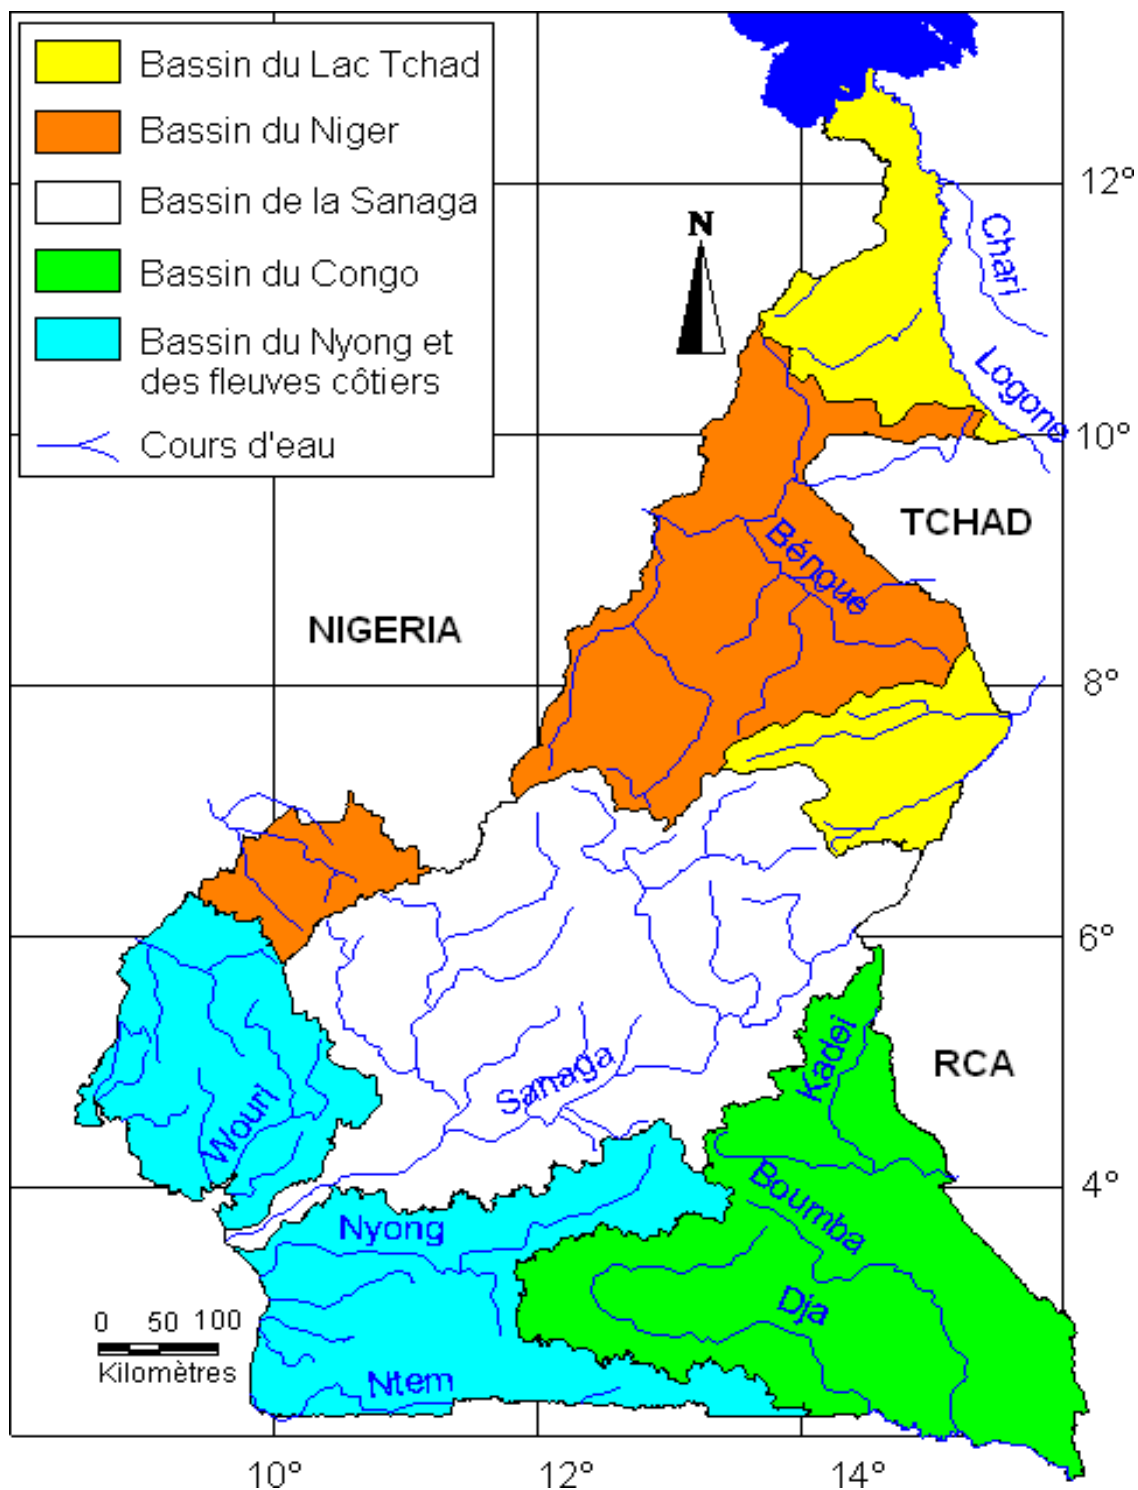 Bassin du Lac Tchad
Bassin du Niger
Bassin de la Sanaga
Bassin du Congo
Bassin du Nyong et
des fleuves côtiers
Cours d'eau
N
12°
Chari
Logone
10°
TCHAD
Béngue
NIGERIA
8°
6°
Kadei
RCA
Sanaga
Wouri
4°
Boumba
Nyong
Dja
0 50 100
Kilomètres
Ntem
10° 12° 14°